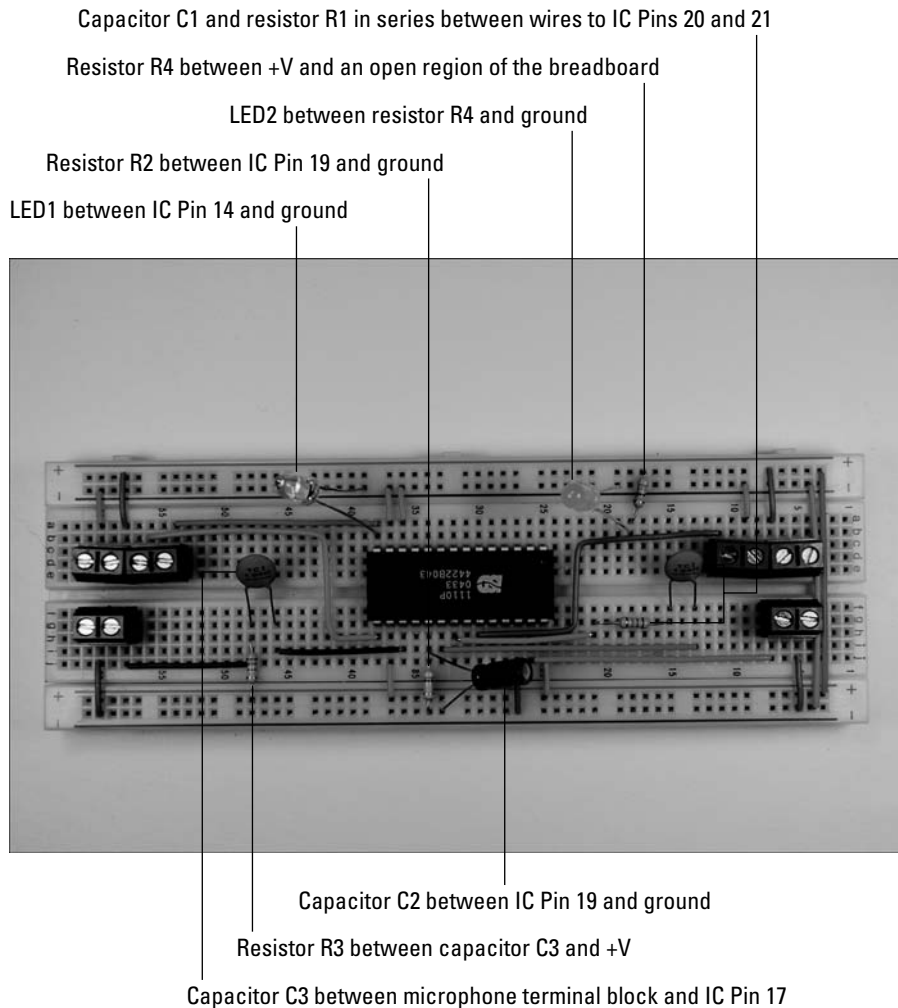 Capacitor C1 and resistor R1 in series between wires to IC Pins 20 and 21
Resistor R4 between +V and an open region of the breadboard
LED2 between resistor R4 and ground
Resistor R2 between IC Pin 19 and ground
LED1 between IC Pin 14 and ground
1110P
0433
Capacitor C2 between IC Pin 19 and ground
Resistor R3 between capacitor C3 and +V
Capacitor C3 between microphone terminal block and IC Pin 17